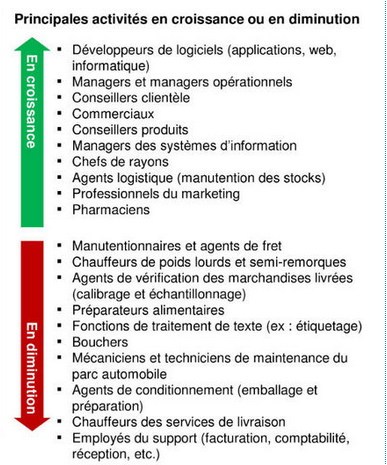 Principales activités en croissance ou en diminution
En croissance
▪ Développeurs de logiciels (applications, web,
informatique)
▪ Managers et managers opérationnels
▪ Conseillers clientèle
▪ Commerciaux
▪ Conseillers produits
▪ Managers des systèmes d'information
▪ Chefs de rayons
▪ Agents logistique (manutention des stocks)
▪ Professionnels du marketing
▪ Pharmaciens
En diminution
▪ Manutentionnaires et agents de fret
▪ Chauffeurs de poids lourds et semi-remorques
▪ Agents de vérification des marchandises livrées
(calibrage et échantillonnage)
▪ Préparateurs alimentaires
▪ Fonctions de traitement de texte (ex : étiquetage)
▪ Bouchers
▪ Mécaniciens et techniciens de maintenance du
parc automobile
▪ Agents de conditionnement (emballage et
préparation)
▪ Chauffeurs des services de livraison
▪ Employés du support (facturation, comptabilité,
réception, etc.)